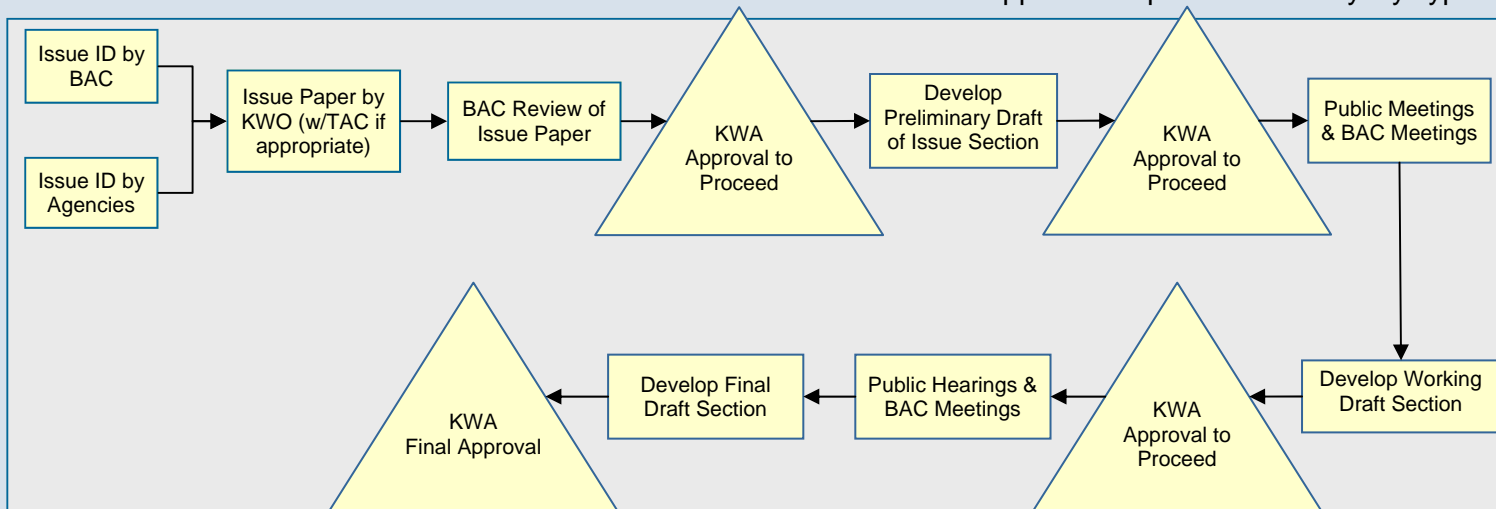 Issue ID by
BAC
Issue ID by
Agencies
Issue Paper by
KWO (w/TAC if
appropriate)
BAC Review of
Issue Paper
KWA
Approval to
Proceed
Develop
Preliminary Draft
of Issue Section
KWA
Approval to
Proceed
Public Meetings
& BAC Meetings
Develop Working
Draft Section
KWA
Approval to
Proceed
Public Hearings &
BAC Meetings
Develop Final
Draft Section
KWA
Final Approval